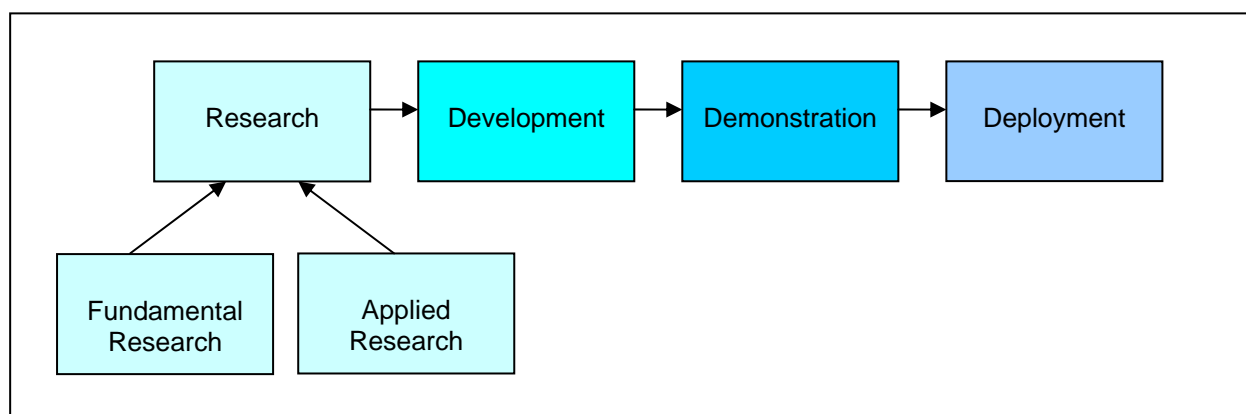 Research
Development
Demonstration
Deployment
Fundamental
Research
Applied
Research